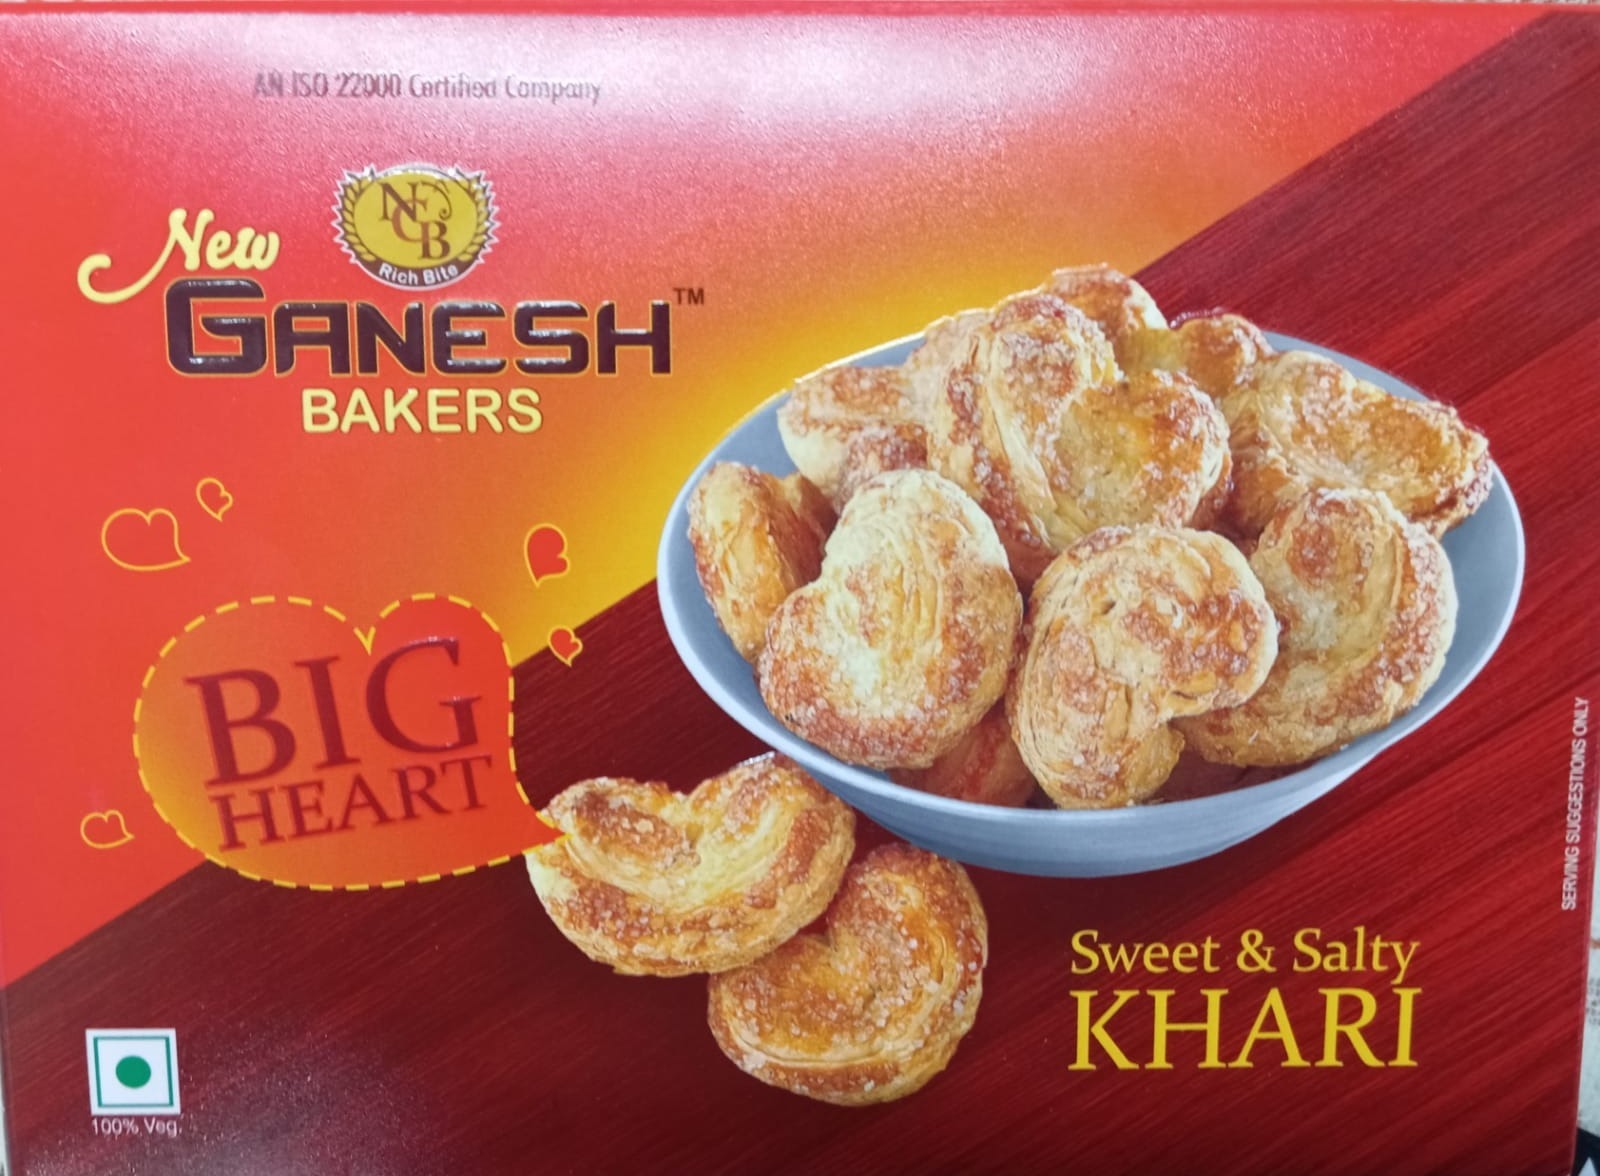 AN ISO 22000 Certified Company
Rich Bite
New
GANESH™
BAKERS
BIG
HEART
Sweet & Salty
KHARI
SERVING SUGGESTIONS ONLY
100% Veg.